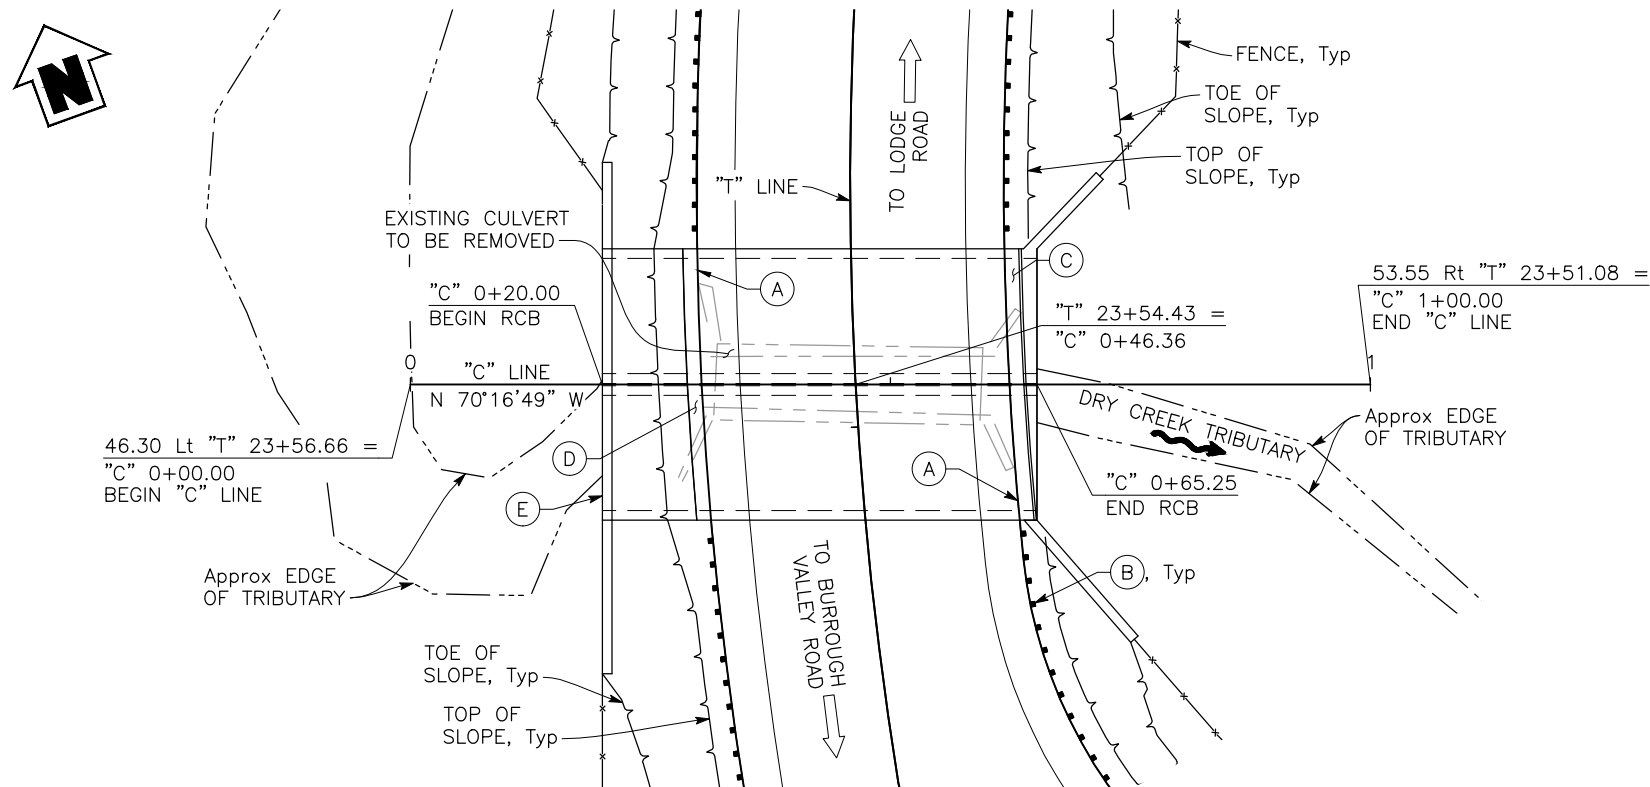 N
FENCE, Typ
TOE OF
SLOPE, Typ
TOP OF
SLOPE, Typ
TO LODGE
ROAD
"T" LINE
EXISTING CULVERT
TO BE REMOVED
C
A
53.55 Rt "T" 23+51.08 =
"C" 1+00.00
END "C" LINE
"C" 0+20.00
BEGIN RCB
"T" 23+54.43 =
"C" 0+46.36
0
1
"C" LINE
N 70°16'49" W
DRY CREEK TRIBUTARY
Approx EDGE
OF TRIBUTARY
46.30 Lt "T" 23+56.66 =
"C" 0+00.00
BEGIN "C" LINE
D
A
"C" 0+65.25
END RCB
E
TO BURROUGH
VALLEY ROAD
B, Typ
Approx EDGE
OF TRIBUTARY
TOE OF
SLOPE, Typ
TOP OF
SLOPE, Typ